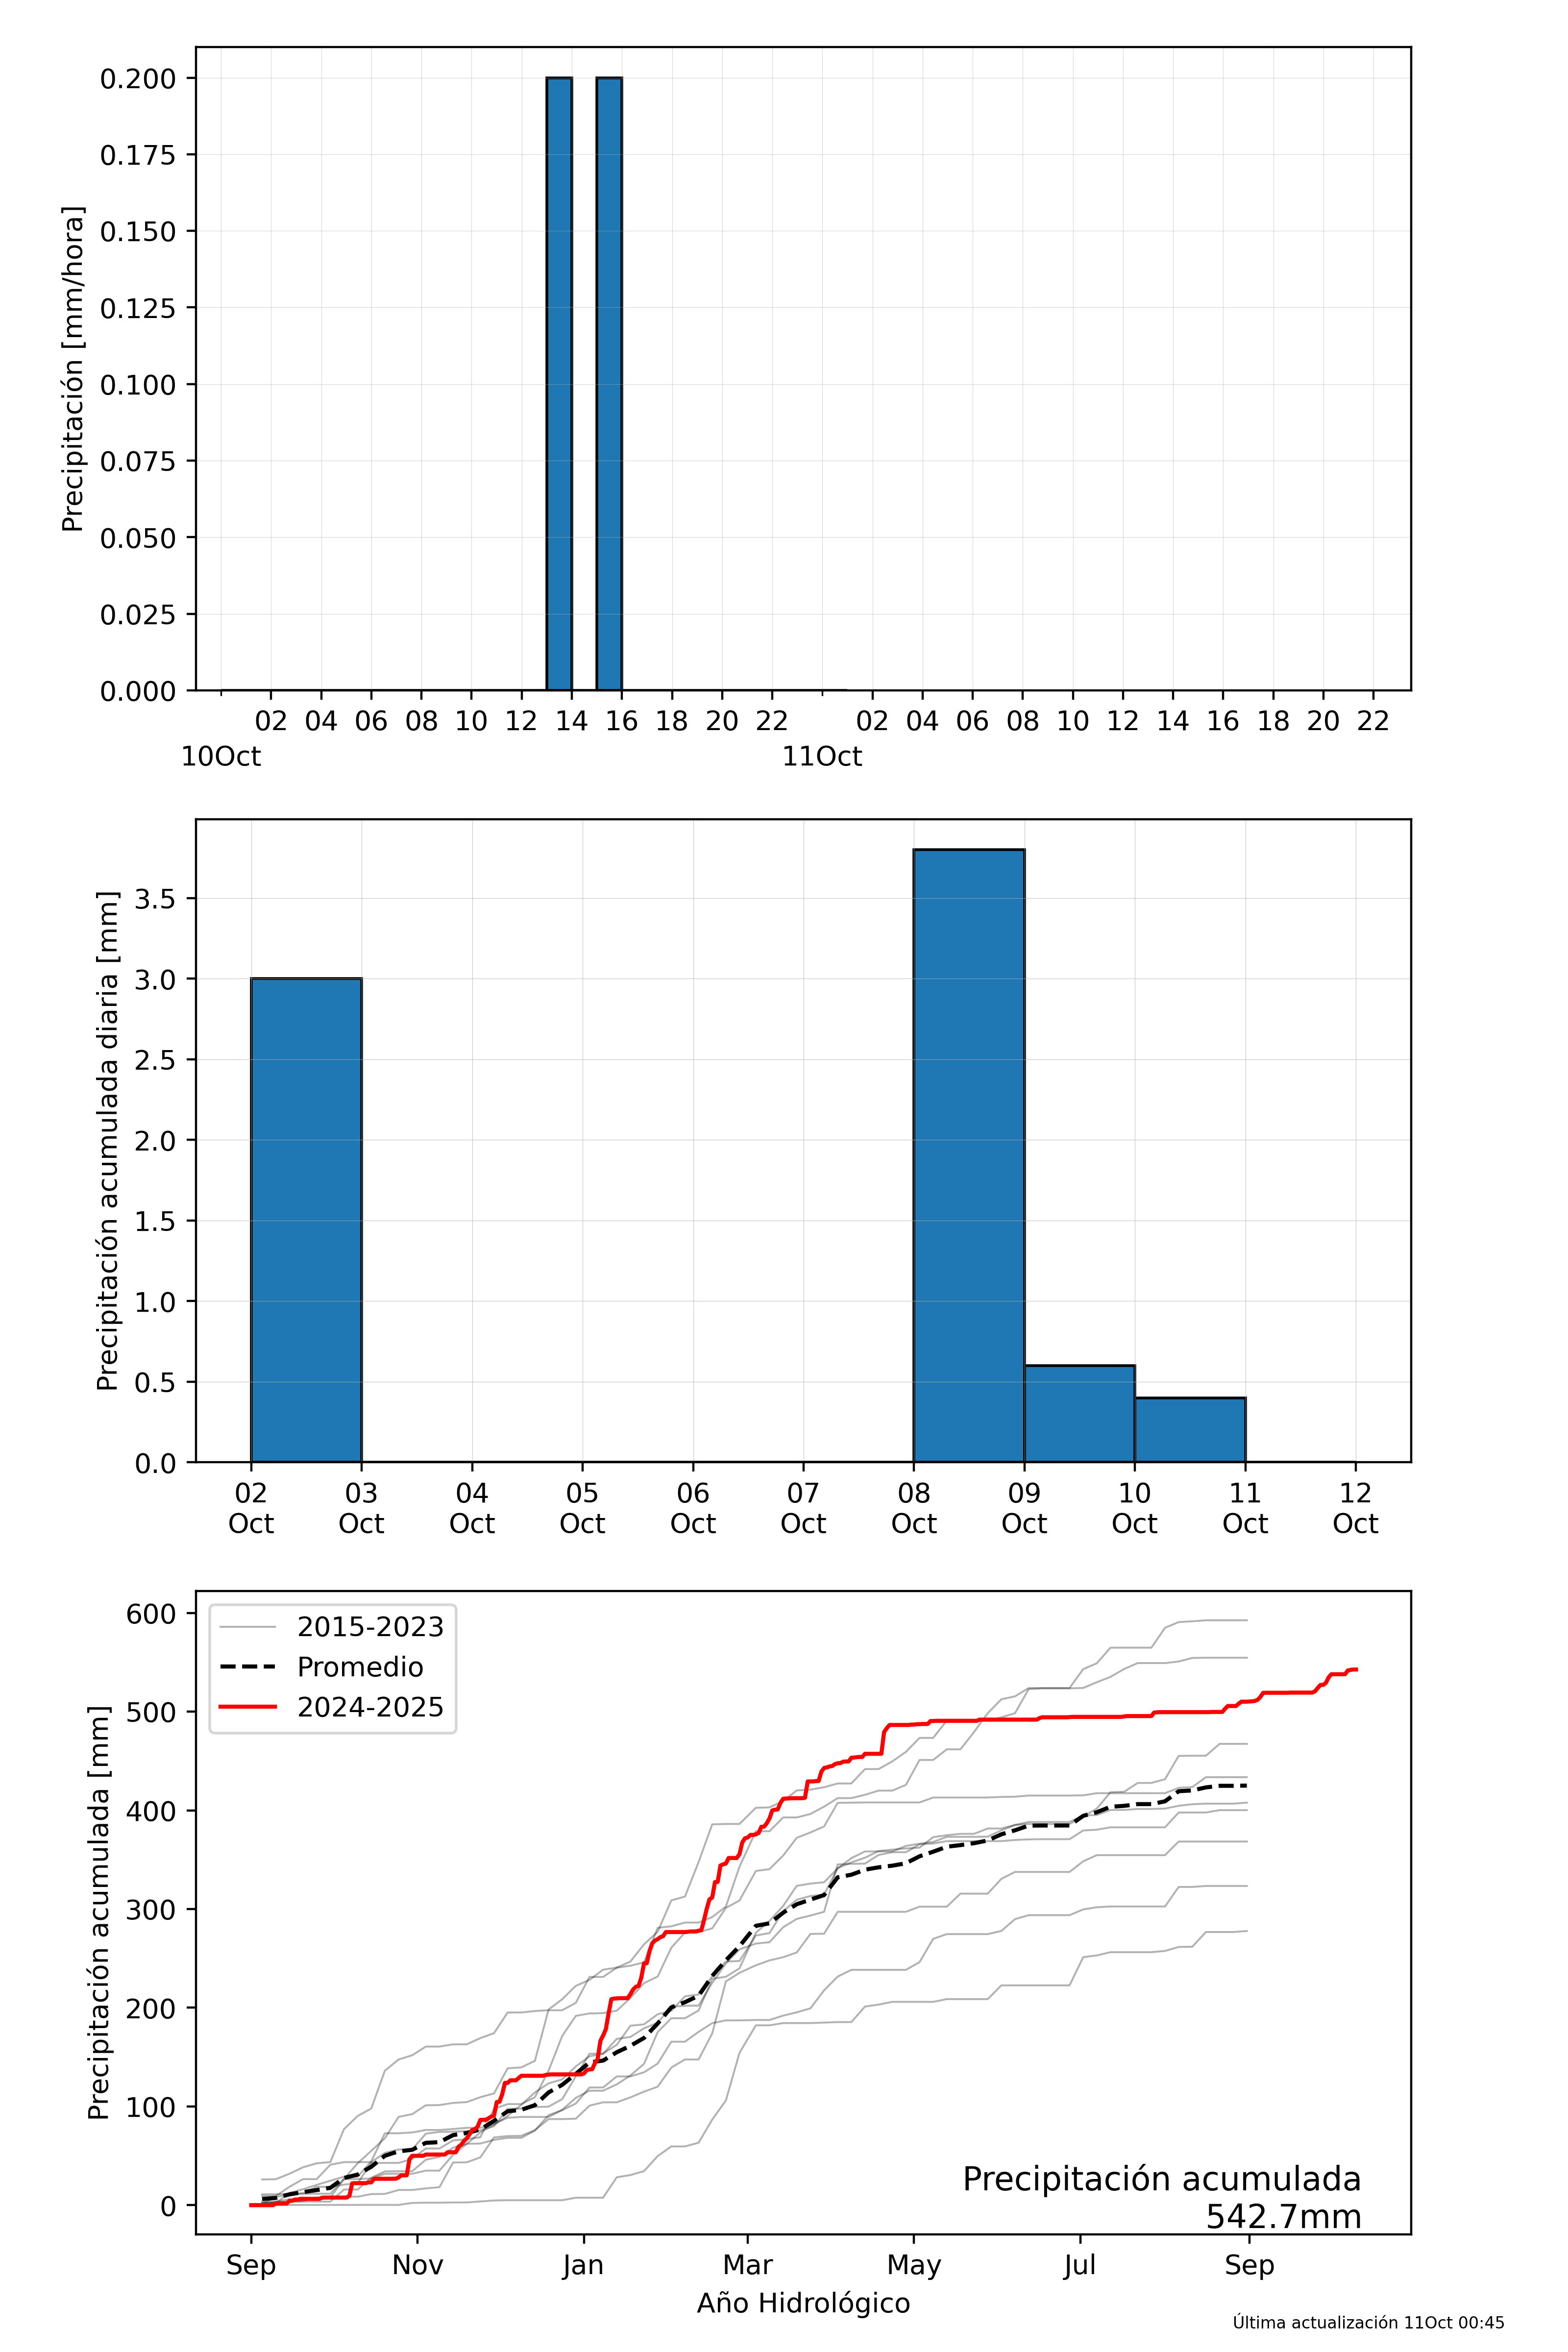 Precipitación [mm/hora]
0.200
0.175
0.150
0.125
0.100
0.075
0.050
0.025
0.000
02 04 06 08 10 12 14 16 18 20 22 02 04 06 08 10 12 14 16 18 20 22
10Oct 11Oct
Precipitación acumulada diaria [mm]
3.5
3.0
2.5
2.0
1.5
1.0
0.5
0.0
02 03 04 05 06 07 08 09 10 11 12
Oct Oct Oct Oct Oct Oct Oct Oct Oct Oct Oct
Precipitación acumulada [mm]
600
500
400
300
200
100
0
2015-2023
Promedio
2024-2025
Precipitación acumulada
542.7mm
Sep Nov Jan Mar May Jul Sep
Año Hidrológico
Última actualización 11Oct 00:45